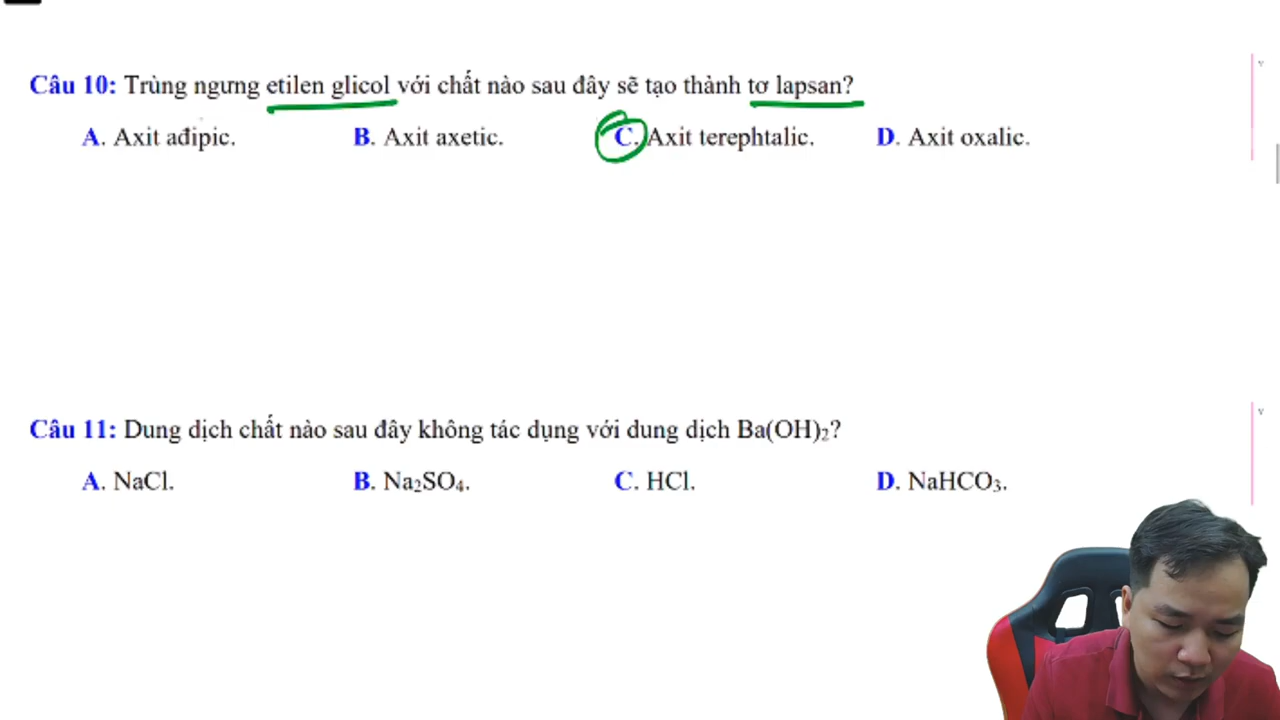 Câu 10: Trùng ngưng etilen glicol với chất nào sau đây sẽ tạo thành tơ lapsan?
A. Axit ađipic. B. Axit axetic. C. Axit terephtalic. D. Axit oxalic.
Câu 11: Dung dịch chất nào sau đây không tác dụng với dung dịch Ba(OH)₂?
A. NaCl. B. Na₂SO₄. C. HCl. D. NaHCO₃.